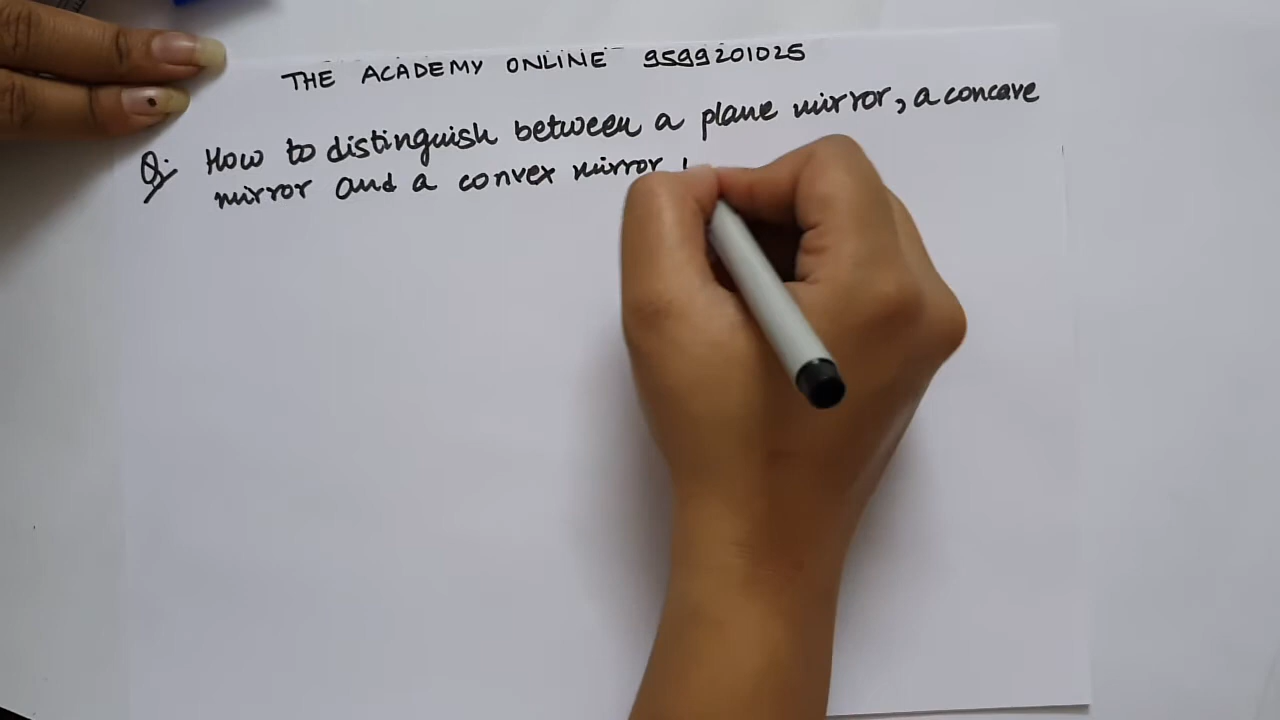 THE ACADEMY ONLINE 9599201025
Q: How to distinguish between a plane mirror, a concave
mirror and a convex mirror